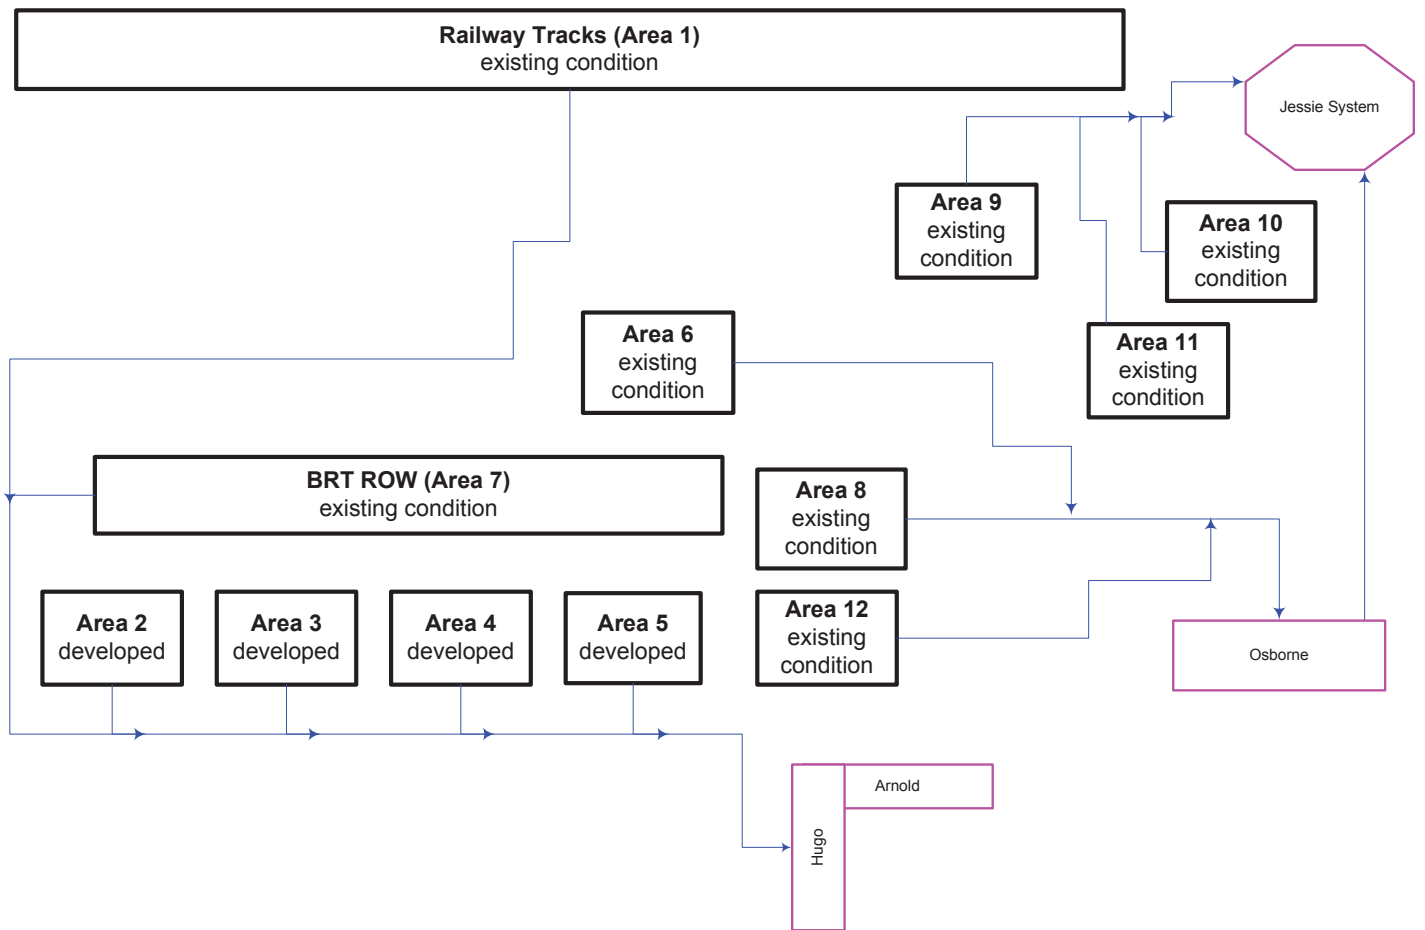 Railway Tracks (Area 1)
existing condition
Jessie System
Area 9
existing
condition
Area 10
existing
condition
Area 6
existing
condition
Area 11
existing
condition
BRT ROW (Area 7)
existing condition
Area 8
existing
condition
Area 2
developed
Area 3
developed
Area 4
developed
Area 5
developed
Area 12
existing
condition
Osborne
Arnold
Hugo